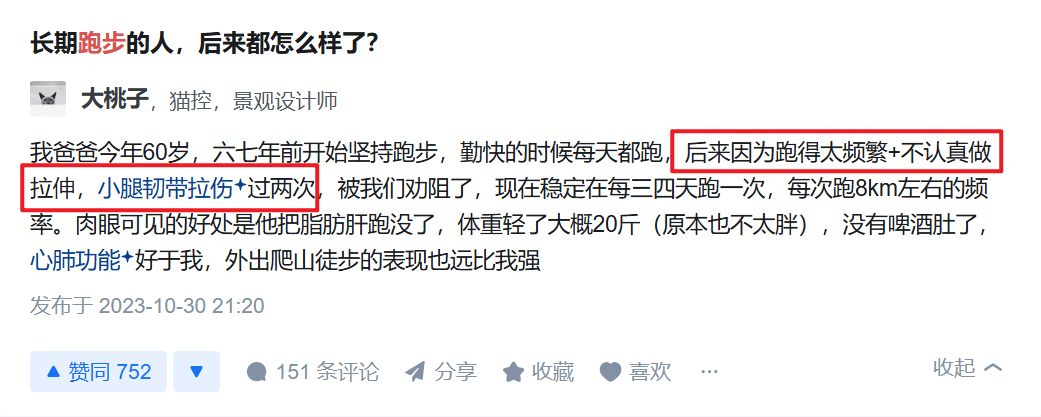 长期跑步的人，后来都怎么样了？
大桃子，猫控，景观设计师
我爸爸今年60岁，六七年前开始坚持跑步，勤快的时候每天都跑，后来因为跑得太频繁+不认真做
拉伸，小腿韧带拉伤过两次，被我们劝阻了，现在稳定在每三四天跑一次，每次跑8km左右的频
率。肉眼可见的好处是他把脂肪肝跑没了，体重轻了大概20斤（原本也不太胖），没有啤酒肚了，
心肺功能好于我，外出爬山徒步的表现也远比我强
发布于 2023-10-30 21:20
赞同 752 151 条评论 分享 收藏 喜欢 ··· 收起